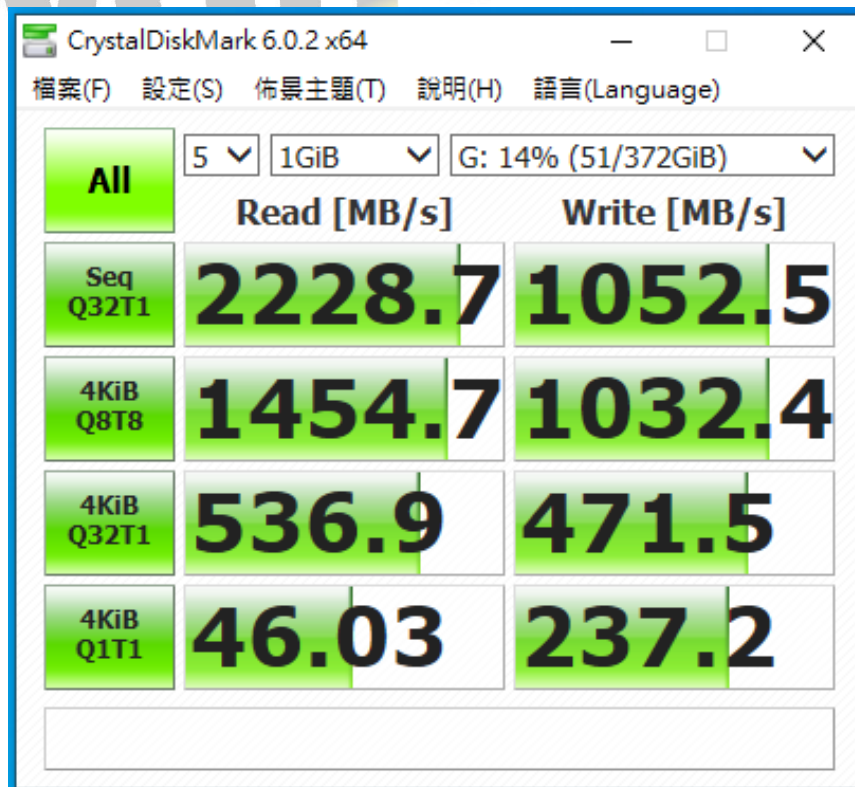 CrystalDiskMark 6.0.2 x64
檔案(F) 設定(S) 佈景主題(T) 說明(H) 語言(Language)
All 5 1GiB G: 14% (51/372GiB)
Read [MB/s] Write [MB/s]
Seq
Q32T1 2228.7 1052.5
4KiB
Q8T8 1454.7 1032.4
4KiB
Q32T1 536.9 471.5
4KiB
Q1T1 46.03 237.2